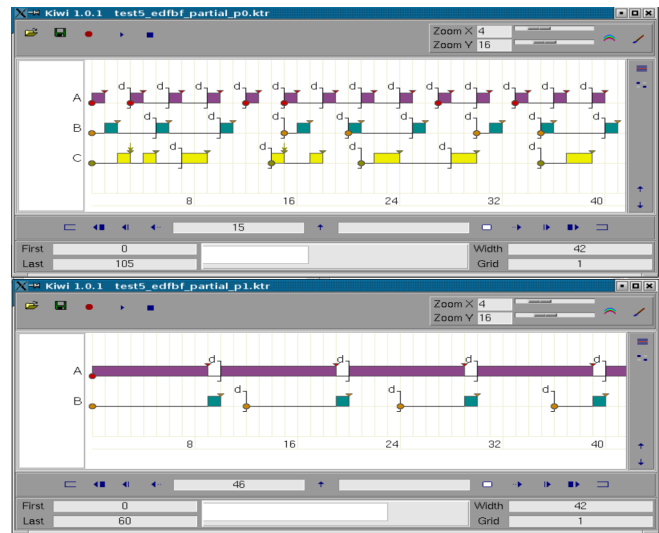 Kiwi 1.0.1 test5_edfbf_partial_p0.ktr
Zoom X 4
Zoom Y 16
d d d d d d d d d d
A
d d d d d
B
d d d d d
C
8 16 24 32 40
15
First 0 Width 42
Last 105 Grid 1
Kiwi 1.0.1 test5_edfbf_partial_p1.ktr
Zoom X 4
Zoom Y 16
d d d d
A
d d d
B
8 16 24 32 40
46
First 0 Width 42
Last 60 Grid 1